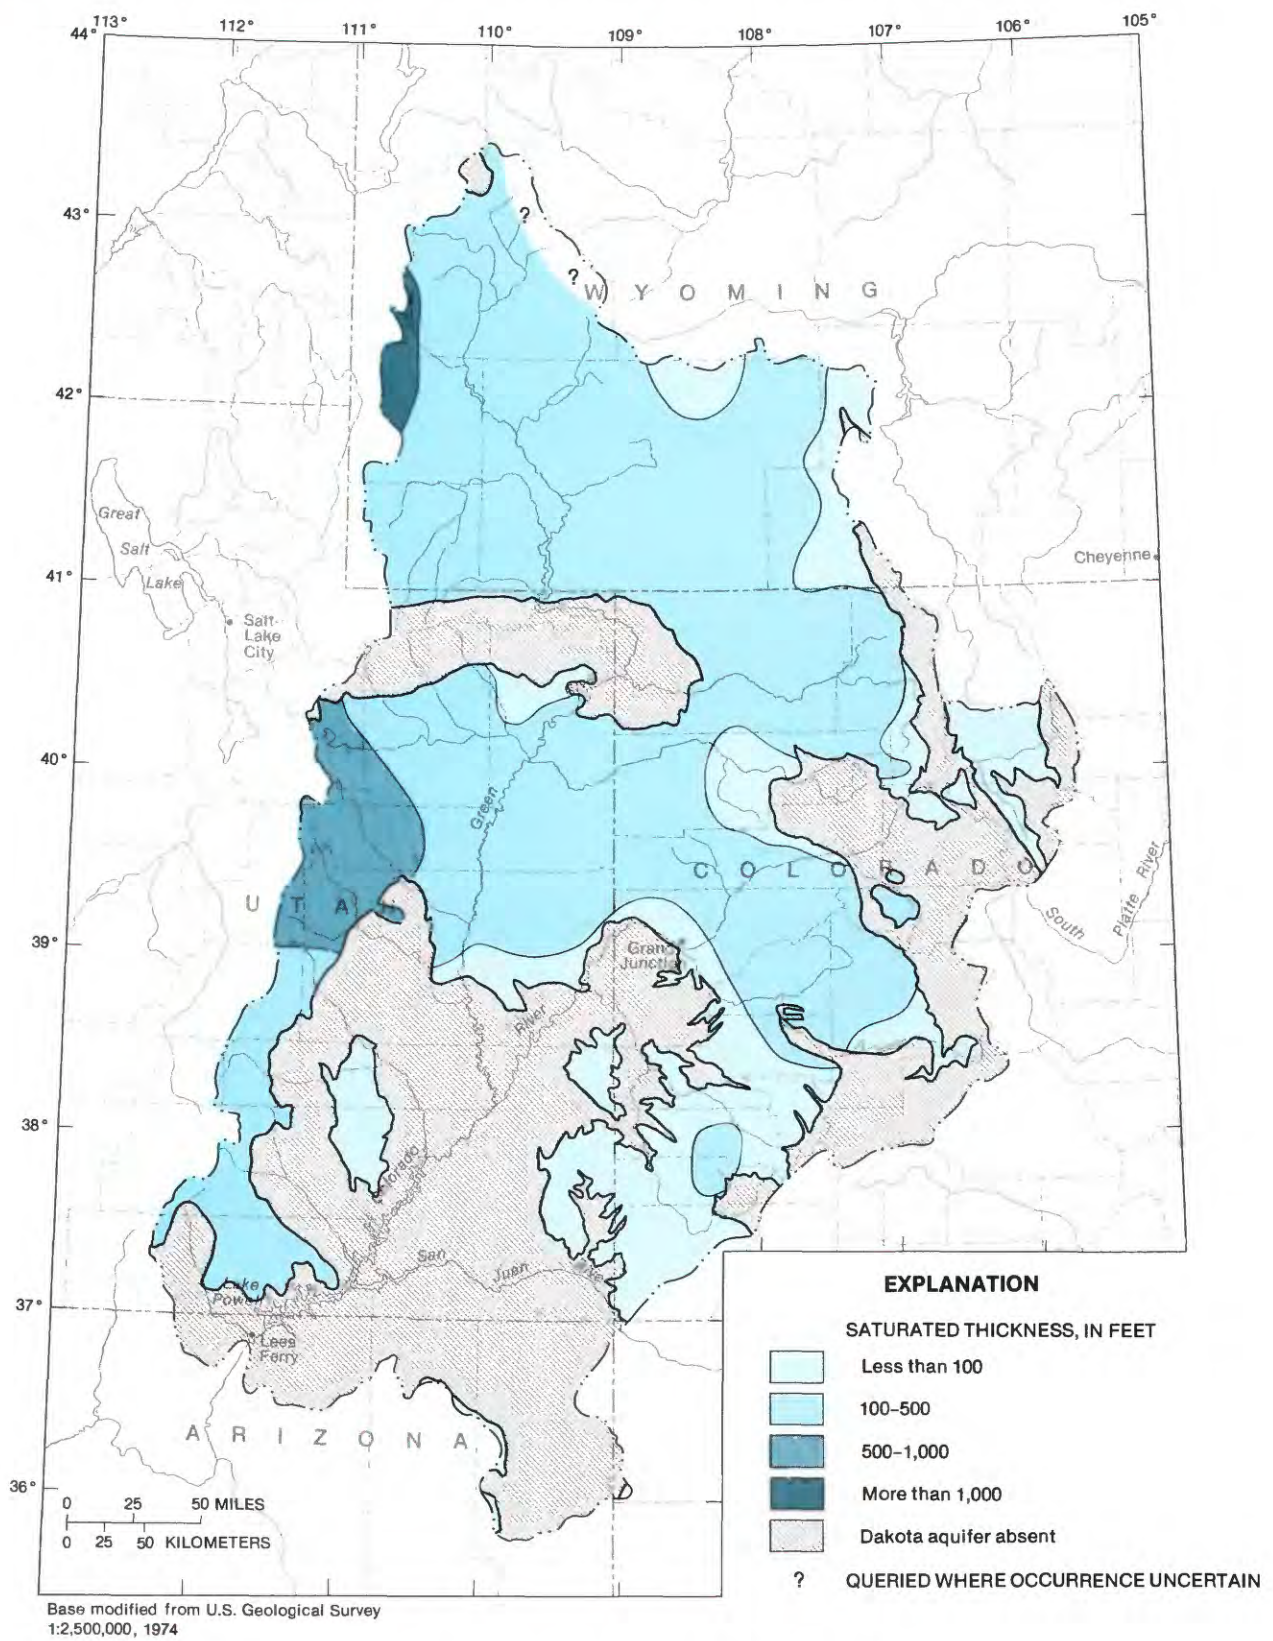 113° 112° 111° 110° 109° 108° 107° 106° 105°
44°
43°
?
?
W Y O M I N G
42°
Great
Salt
Lake
Cheyenne
41°
Salt
Lake
City
40°
Green
C O L O R A D O
South
Platte River
U T A H
39°
Grand
Junction
River
38°
Colorado
San
Juan
River
Lake
Powell
37°
Lees
Ferry
A R I Z O N A
36°
0 25 50 MILES
0 25 50 KILOMETERS
Base modified from U.S. Geological Survey
1:2,500,000, 1974
EXPLANATION
SATURATED THICKNESS, IN FEET
Less than 100
100–500
500–1,000
More than 1,000
Dakota aquifer absent
? QUERIED WHERE OCCURRENCE UNCERTAIN